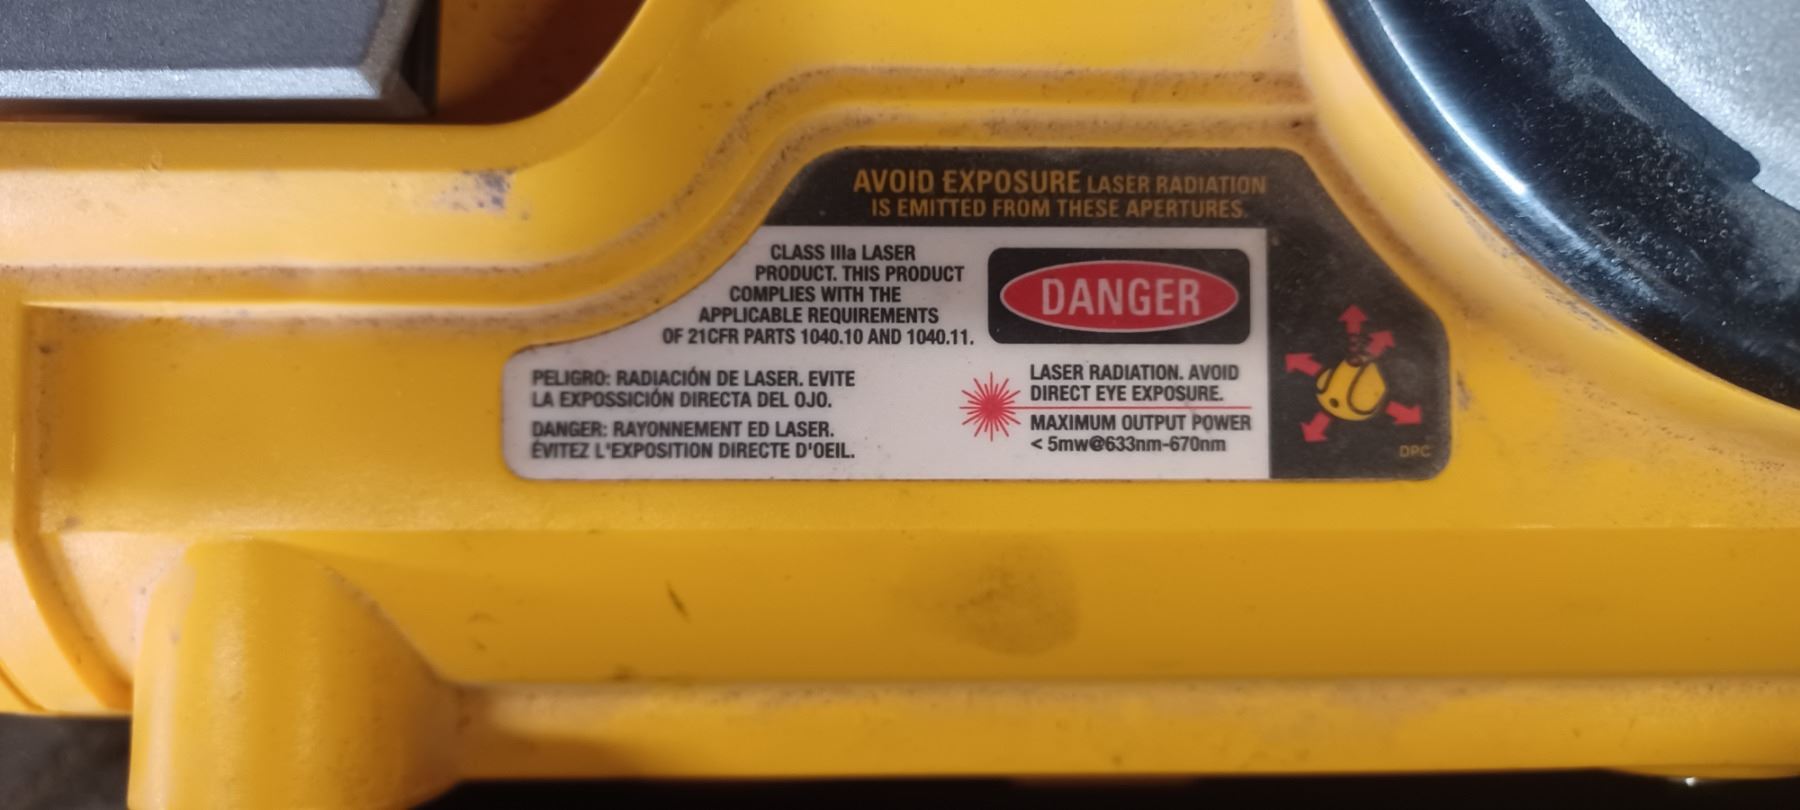 AVOID EXPOSURE LASER RADIATION
IS EMITTED FROM THESE APERTURES.
CLASS IIIa LASER
PRODUCT. THIS PRODUCT
COMPLIES WITH THE
APPLICABLE REQUIREMENTS
OF 21CFR PARTS 1040.10 AND 1040.11.
DANGER
PELIGRO: RADIACIÓN DE LASER. EVITE
LA EXPOSSICIÓN DIRECTA DEL OJO.
DANGER: RAYONNEMENT ED LASER.
ÉVITEZ L'EXPOSITION DIRECTE D'OEIL.
LASER RADIATION. AVOID
DIRECT EYE EXPOSURE.
MAXIMUM OUTPUT POWER
< 5mw@633nm-670nm
DPC